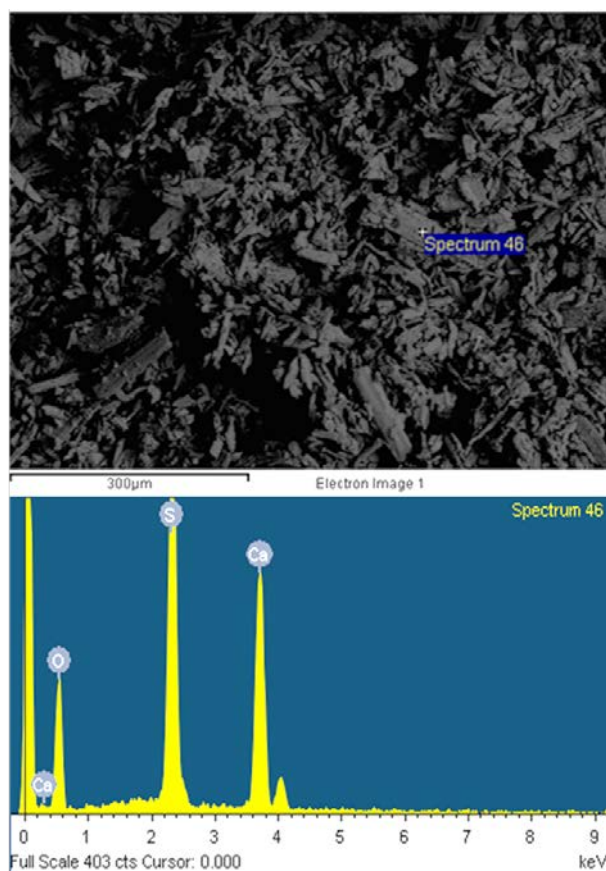 Spectrum 46
300µm Electron Image 1
Spectrum 46
S
Ca
O
Ca
0 1 2 3 4 5 6 7 8 9
Full Scale 403 cts Cursor: 0.000 keV